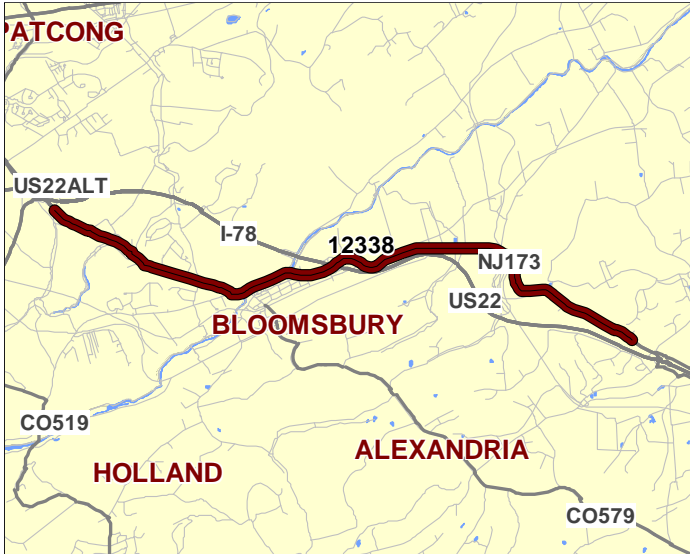 PATCONG
US22ALT
I-78
12338
NJ173
US22
BLOOMSBURY
CO519
ALEXANDRIA
HOLLAND
CO579